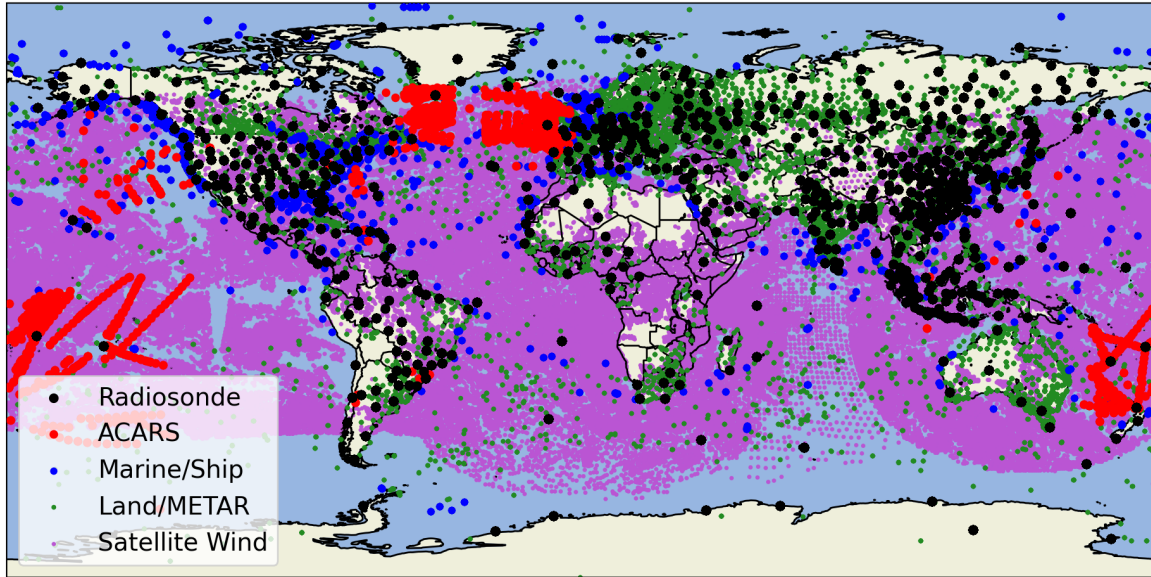 Radiosonde
ACARS
Marine/Ship
Land/METAR
Satellite Wind